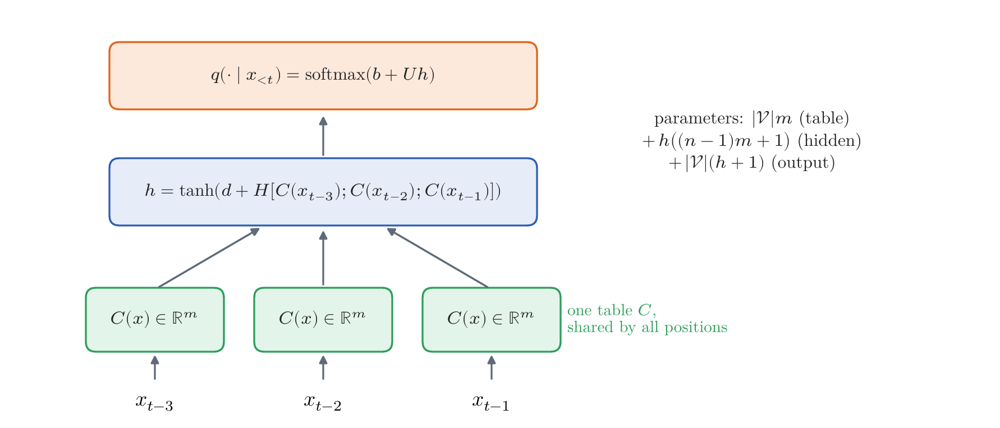 q(· | x_{<t}) = softmax(b + Uh)
parameters: |𝒱|m (table)
+ h((n − 1)m + 1) (hidden)
+ |𝒱|(h + 1) (output)
h = tanh(d + H[C(x_{t−3}); C(x_{t−2}); C(x_{t−1})])
C(x) ∈ ℝ^m
C(x) ∈ ℝ^m
C(x) ∈ ℝ^m
one table C,
shared by all positions
x_{t−3}
x_{t−2}
x_{t−1}